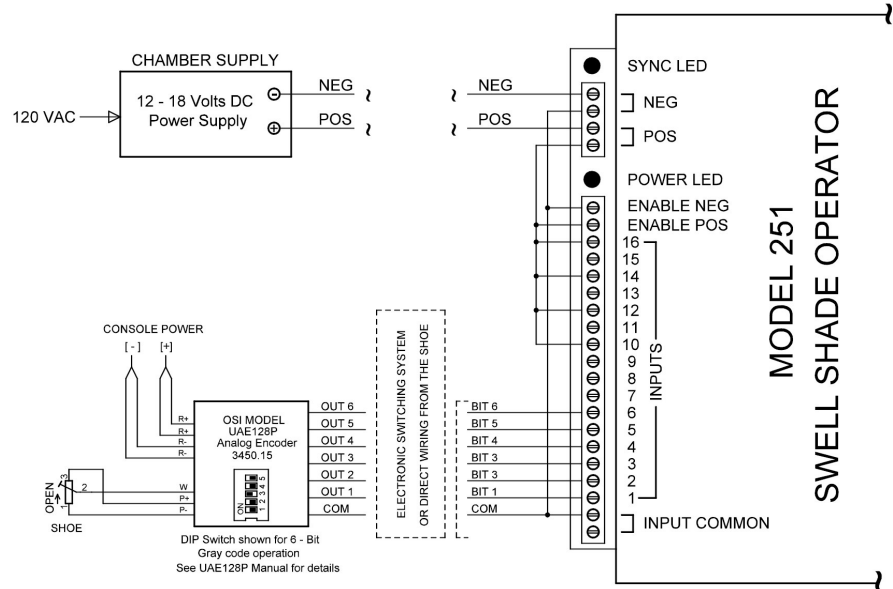 CHAMBER SUPPLY
12 - 18 Volts DC
Power Supply
120 VAC
NEG
POS
NEG
POS
SYNC LED
NEG
POS
POWER LED
ENABLE NEG
ENABLE POS
16
15
14
13
12
11
10
9
8
7
6
5
4
3
2
1
INPUTS
INPUT COMMON
MODEL 251
SWELL SHADE OPERATOR
CONSOLE POWER
[ - ] [+]
R+
R+
R-
R-
W
P+
P-
OSI MODEL
UAE128P
Analog Encoder
3450.15
ON
1 2 3 4 5
OPEN
3
2
1
SHOE
DIP Switch shown for 6 - Bit
Gray code operation
See UAE128P Manual for details
OUT 6
OUT 5
OUT 4
OUT 3
OUT 2
OUT 1
COM
ELECTRONIC SWITCHING SYSTEM
OR DIRECT WIRING FROM THE SHOE
BIT 6
BIT 5
BIT 4
BIT 3
BIT 3
BIT 1
COM